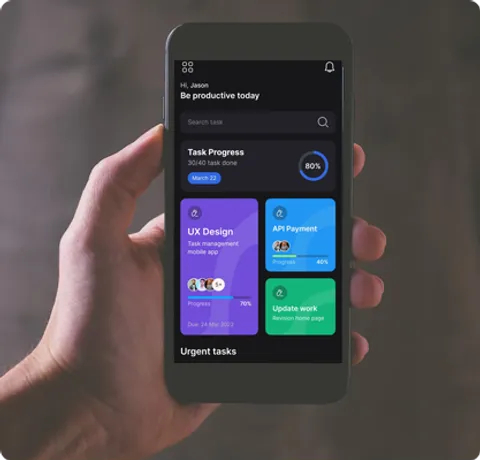 Hi, Jason
Be productive today
Search task
Task Progress
30/40 task done
March 22
80%
UX Design
Task management
mobile app
5+
Progress
70%
Due: 24 Mar 2023
API Payment
Progress
40%
Update work
Revision home page
Urgent tasks